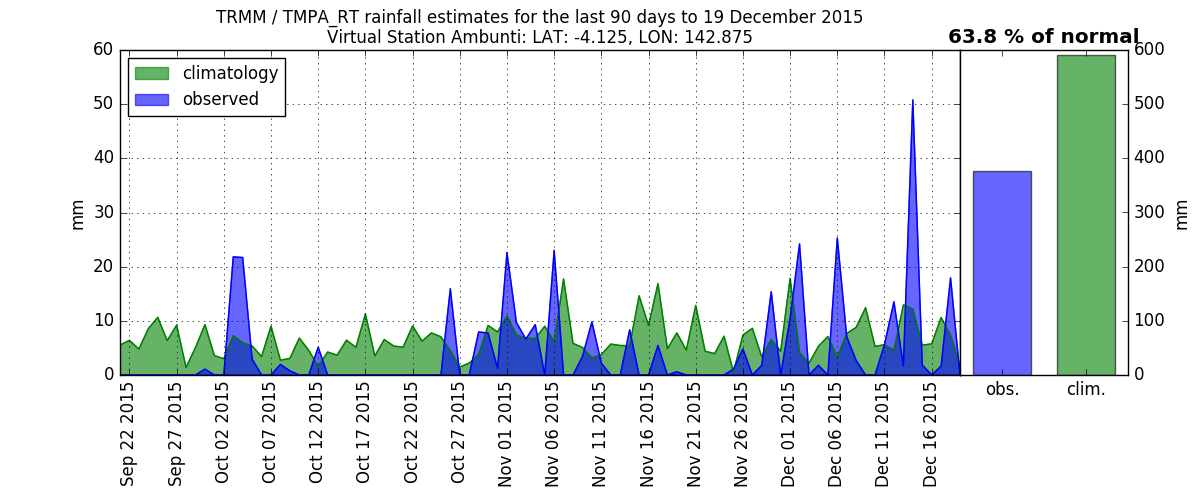 TRMM / TMPA_RT rainfall estimates for the last 90 days to 19 December 2015
Virtual Station Ambunti: LAT: -4.125, LON: 142.875
63.8 % of normal
climatology
observed
mm
60
50
40
30
20
10
0
600
500
400
300
200
100
0
mm
obs.
clim.
Sep 22 2015
Sep 27 2015
Oct 02 2015
Oct 07 2015
Oct 12 2015
Oct 17 2015
Oct 22 2015
Oct 27 2015
Nov 01 2015
Nov 06 2015
Nov 11 2015
Nov 16 2015
Nov 21 2015
Nov 26 2015
Dec 01 2015
Dec 06 2015
Dec 11 2015
Dec 16 2015